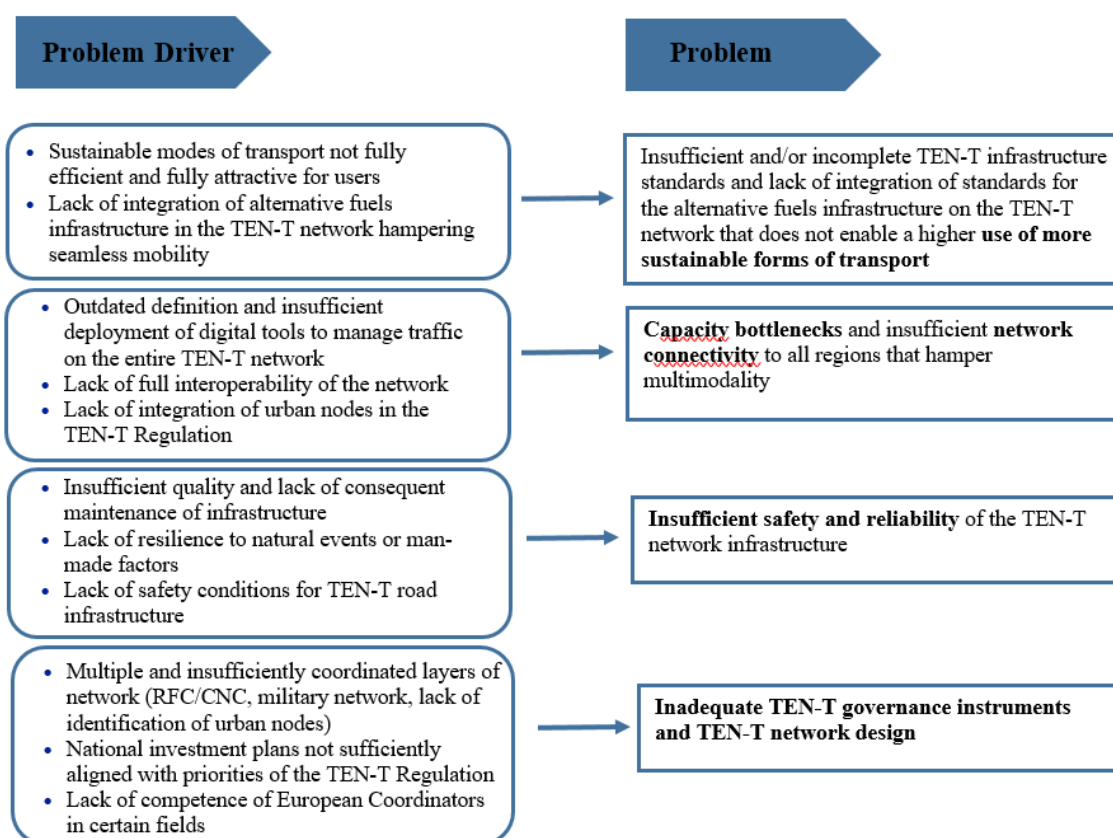 Problem Driver
Problem
• Sustainable modes of transport not fully
efficient and fully attractive for users
• Lack of integration of alternative fuels
infrastructure in the TEN-T network hampering
seamless mobility
Insufficient and/or incomplete TEN-T infrastructure
standards and lack of integration of standards for
the alternative fuels infrastructure on the TEN-T
network that does not enable a higher use of more
sustainable forms of transport
• Outdated definition and insufficient
deployment of digital tools to manage traffic
on the entire TEN-T network
• Lack of full interoperability of the network
• Lack of integration of urban nodes in the
TEN-T Regulation
Capacity bottlenecks and insufficient network
connectivity to all regions that hamper
multimodality
• Insufficient quality and lack of consequent
maintenance of infrastructure
• Lack of resilience to natural events or man-
made factors
• Lack of safety conditions for TEN-T road
infrastructure
Insufficient safety and reliability of the TEN-T
network infrastructure
• Multiple and insufficiently coordinated layers of
network (RFC/CNC, military network, lack of
identification of urban nodes)
• National investment plans not sufficiently
aligned with priorities of the TEN-T Regulation
• Lack of competence of European Coordinators
in certain fields
Inadequate TEN-T governance instruments
and TEN-T network design